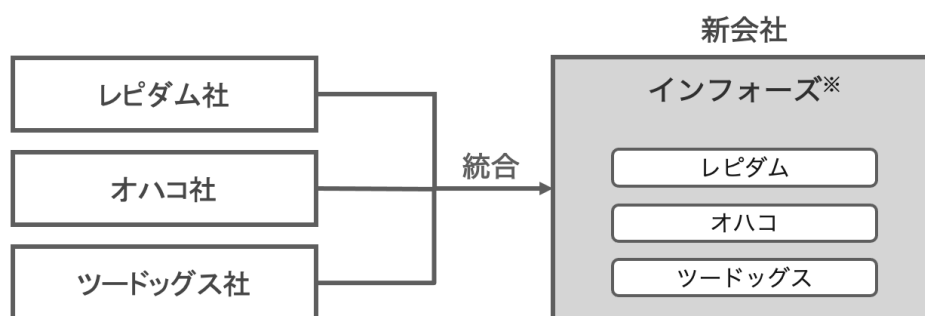 新会社
レピダム社
オハコ社
ツードッグス社
統合
インフォーズ※
レピダム
オハコ
ツードッグス